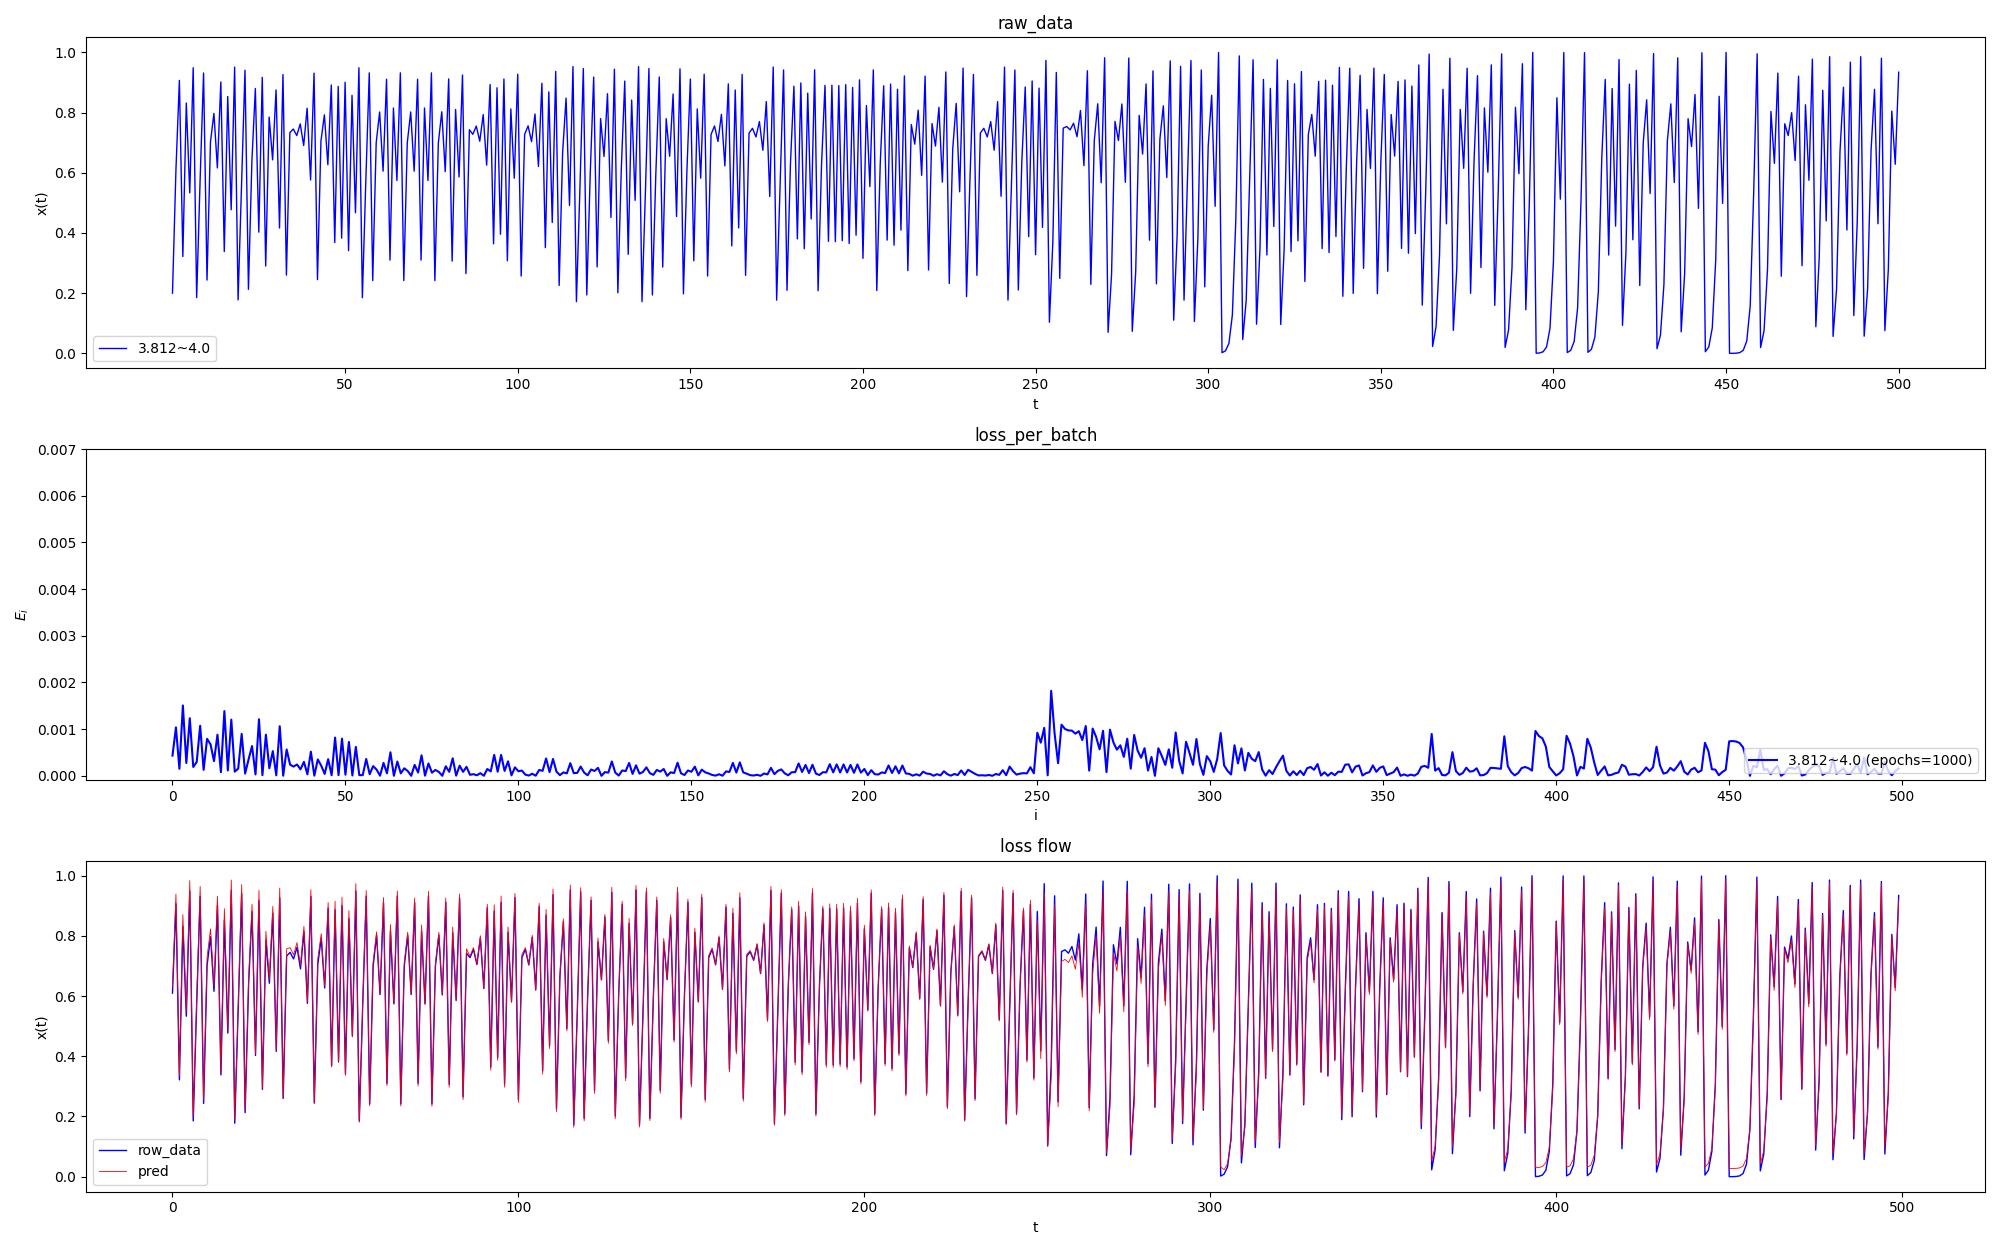 raw_data
1.0
0.8
0.6
0.4
0.2
0.0
x(t)
3.812~4.0
50 100 150 200 250 300 350 400 450 500
t
loss_per_batch
0.007
0.006
0.005
0.004
0.003
0.002
0.001
0.000
E_i
3.812~4.0 (epochs=1000)
0 50 100 150 200 250 300 350 400 450 500
i
loss flow
1.0
0.8
0.6
0.4
0.2
0.0
x(t)
row_data
pred
0 100 200 300 400 500
t